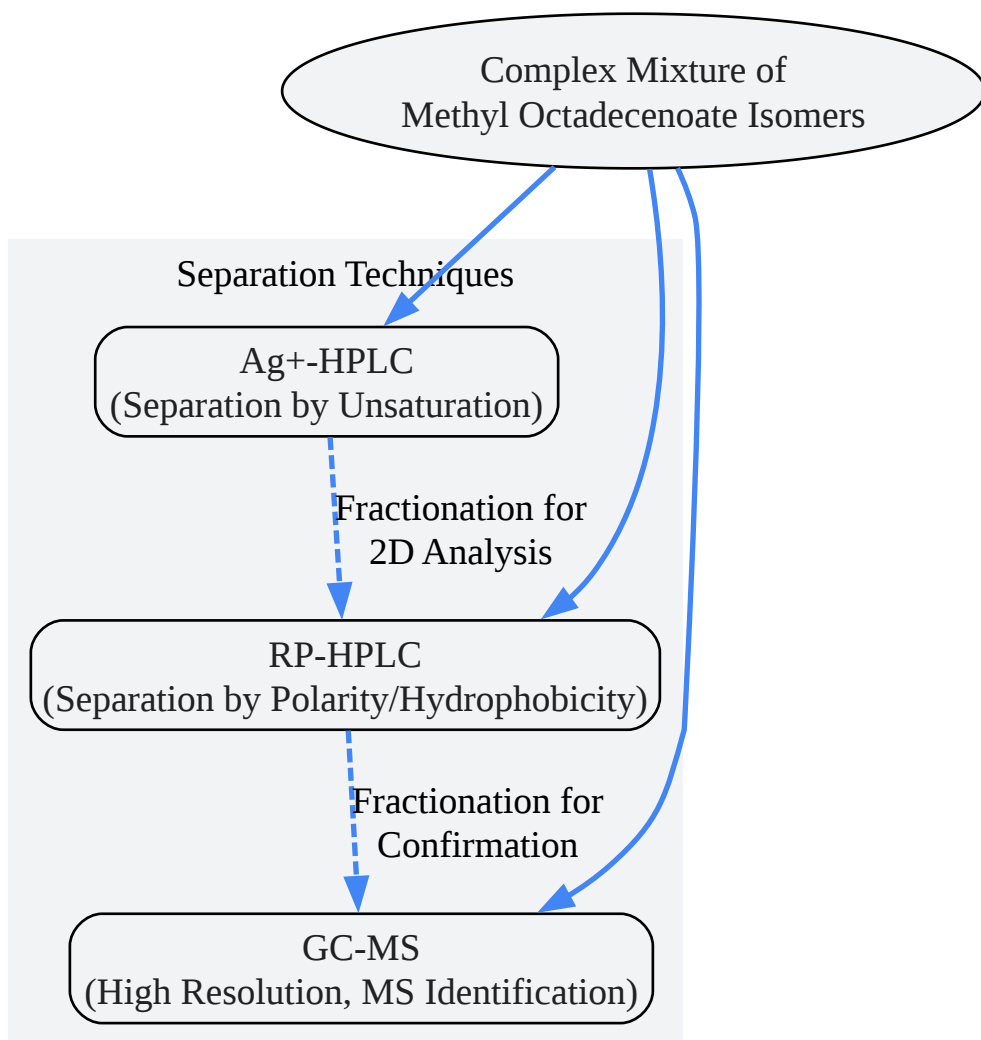 Complex Mixture of
Methyl Octadecenoate Isomers
Separation Techniques
Ag+-HPLC
(Separation by Unsaturation)
Fractionation for
2D Analysis
RP-HPLC
(Separation by Polarity/Hydrophobicity)
Fractionation for
Confirmation
GC-MS
(High Resolution, MS Identification)